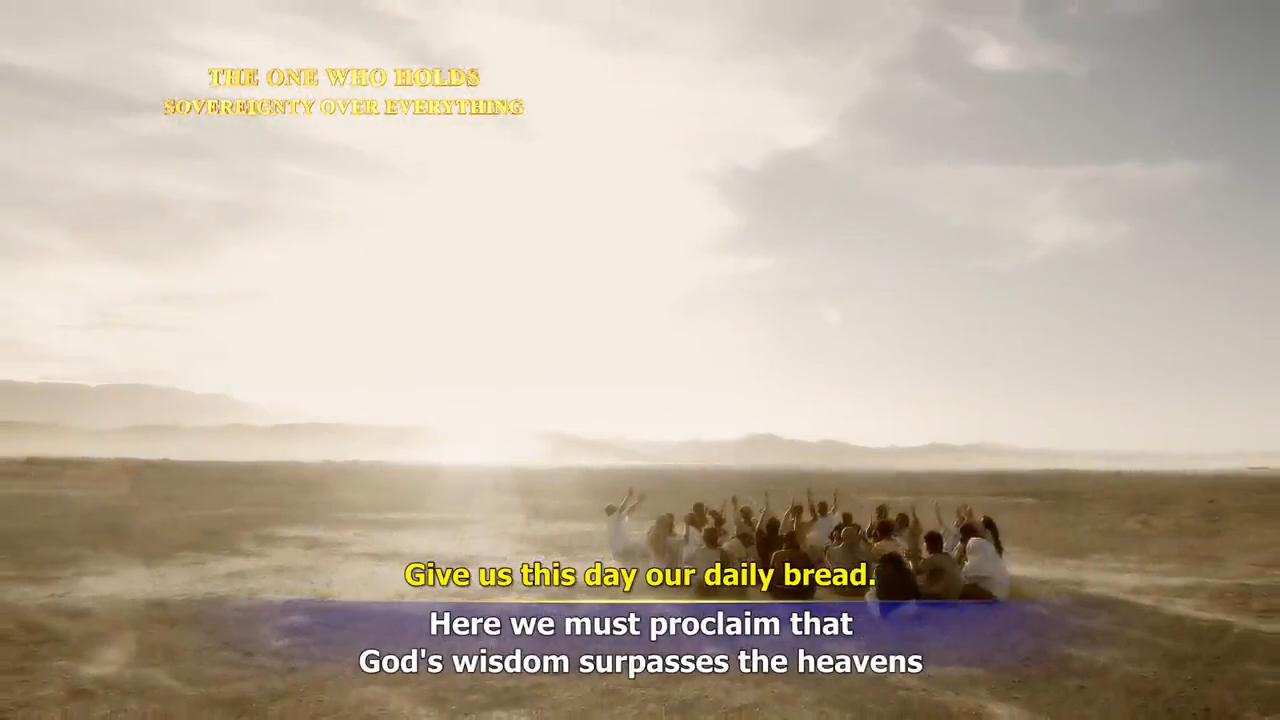 THE ONE WHO HOLDS
SOVEREIGNTY OVER EVERYTHING
Give us this day our daily bread.
Here we must proclaim that
God's wisdom surpasses the heavens